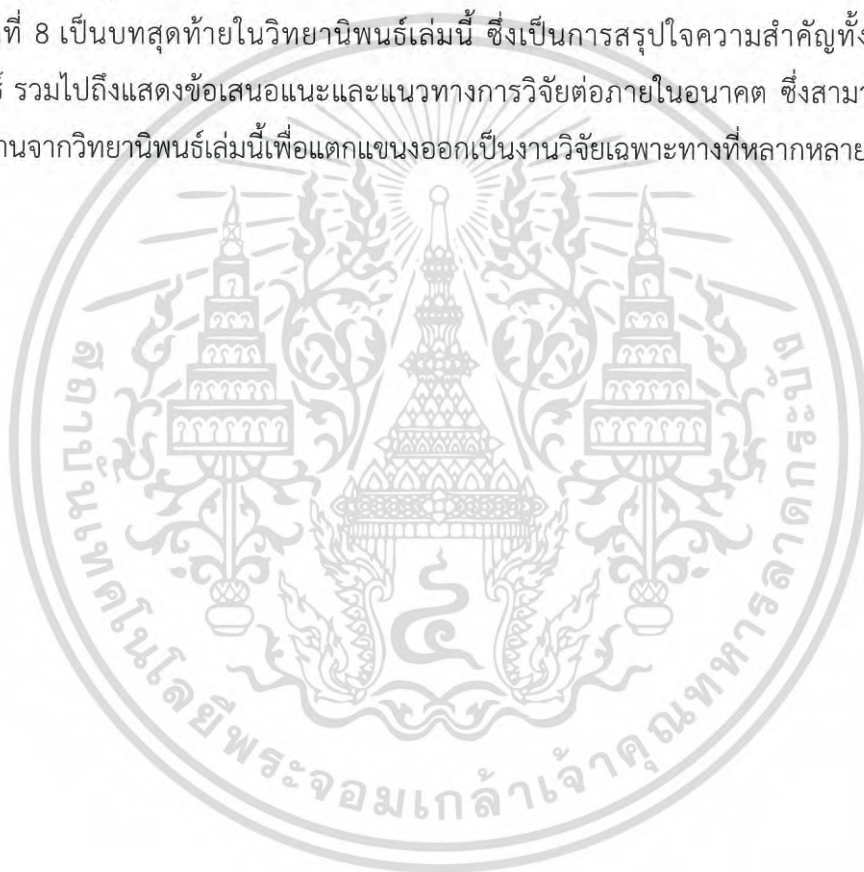 ที่ 8 เป็นบทสุดท้ายในวิทยานิพนธ์เล่มนี้ ซึ่งเป็นการสรุปใจความสำคัญทั้ง
รวมไปถึงแสดงข้อเสนอแนะและแนวทางการวิจัยต่อภายในอนาคต ซึ่งสามา
านจากวิทยานิพนธ์เล่มนี้เพื่อแตกแขนงออกเป็นงานวิจัยเฉพาะทางที่หลากหลาย
สถาบันเทคโนโลยีพระจอมเกล้าเจ้าคุณทหารลาดกระบัง
๔